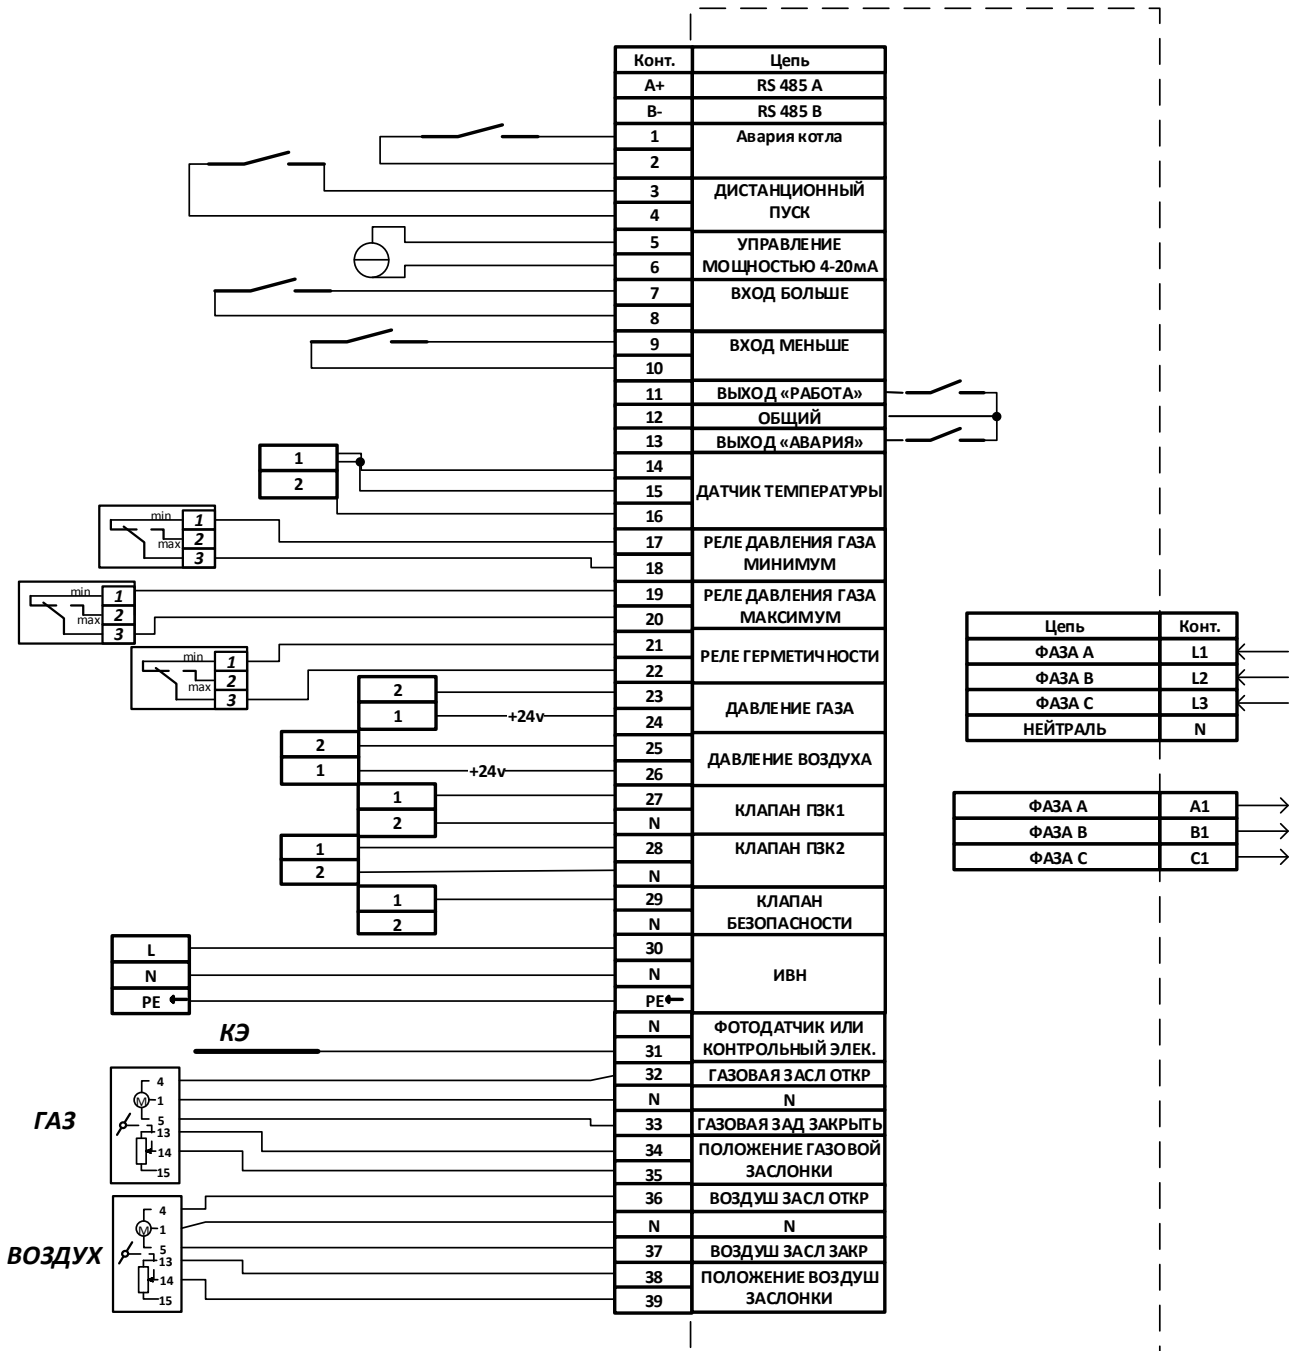 Конт. Цепь
A+ RS 485 A
B- RS 485 B
1 Авария котла
2
3 ДИСТАНЦИОННЫЙ
4 ПУСК
5 УПРАВЛЕНИЕ
6 МОЩНОСТЬЮ 4-20мА
7 ВХОД БОЛЬШЕ
8
9 ВХОД МЕНЬШЕ
10
11 ВЫХОД «РАБОТА»
12 ОБЩИЙ
13 ВЫХОД «АВАРИЯ»
1 14
2 15 ДАТЧИК ТЕМПЕРАТУРЫ
16
min 1
max 2
3
17 РЕЛЕ ДАВЛЕНИЯ ГАЗА
18 МИНИМУМ
min 1
max 2
3
19 РЕЛЕ ДАВЛЕНИЯ ГАЗА
20 МАКСИМУМ
min 1
max 2
3
21 РЕЛЕ ГЕРМЕТИЧНОСТИ
22
2 23 ДАВЛЕНИЕ ГАЗА
1 +24v 24
2 25 ДАВЛЕНИЕ ВОЗДУХА
1 +24v 26
1 27 КЛАПАН ПЗК1
2 N
1 28 КЛАПАН ПЗК2
2 N
1 29 КЛАПАН
2 N БЕЗОПАСНОСТИ
L 30
N N ИВН
PE PE
N ФОТОДАТЧИК ИЛИ
КЭ 31 КОНТРОЛЬНЫЙ ЭЛЕК.
32 ГАЗОВАЯ ЗАСЛ ОТКР
N N
33 ГАЗОВАЯ ЗАД ЗАКРЫТЬ
34 ПОЛОЖЕНИЕ ГАЗОВОЙ
35 ЗАСЛОНКИ
ГАЗ
4
M 1
5
13
14
15
36 ВОЗДУШ ЗАСЛ ОТКР
N N
37 ВОЗДУШ ЗАСЛ ЗАКР
38 ПОЛОЖЕНИЕ ВОЗДУШ
39 ЗАСЛОНКИ
ВОЗДУХ
4
M 1
5
13
14
15
Цепь Конт.
ФАЗА А L1
ФАЗА В L2
ФАЗА С L3
НЕЙТРАЛЬ N
ФАЗА А A1
ФАЗА В B1
ФАЗА С C1